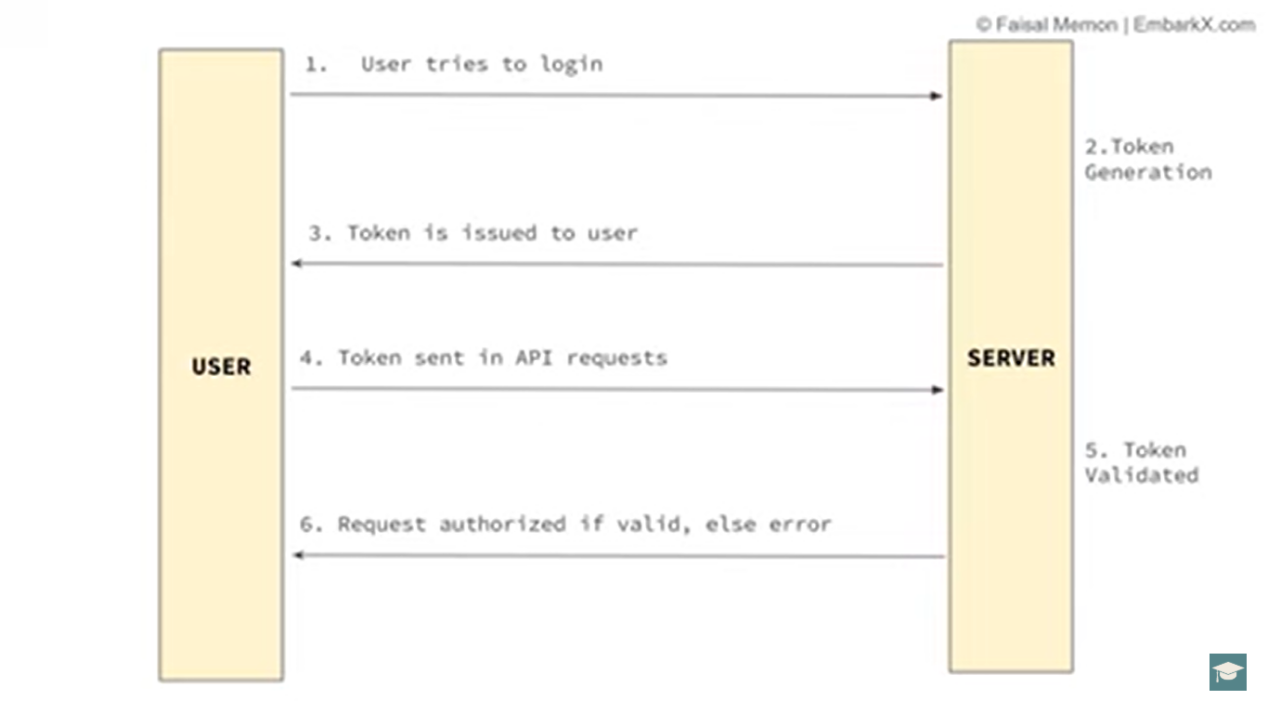 © Faisal Memon | EmbarkX.com
1. User tries to login
2.Token
Generation
3. Token is issued to user
USER
4. Token sent in API requests
SERVER
5. Token
Validated
6. Request authorized if valid, else error